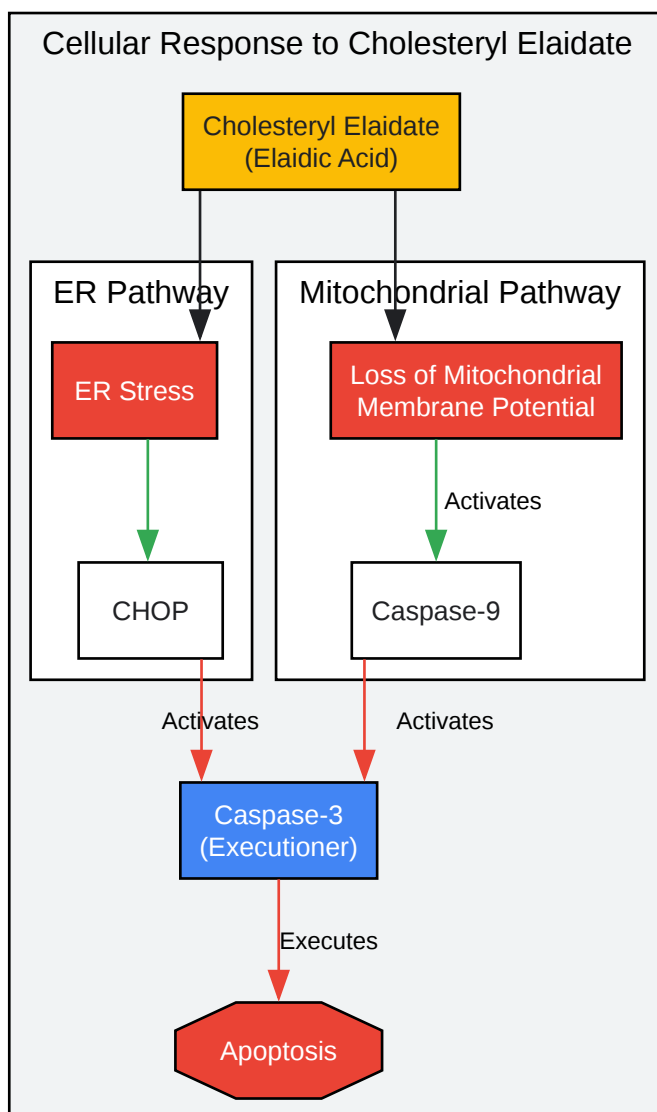 Cellular Response to Cholesteryl Elaidate
Cholesteryl Elaidate
(Elaidic Acid)
ER Pathway
Mitochondrial Pathway
ER Stress
Loss of Mitochondrial
Membrane Potential
Activates
CHOP
Caspase-9
Activates
Activates
Caspase-3
(Executioner)
Executes
Apoptosis